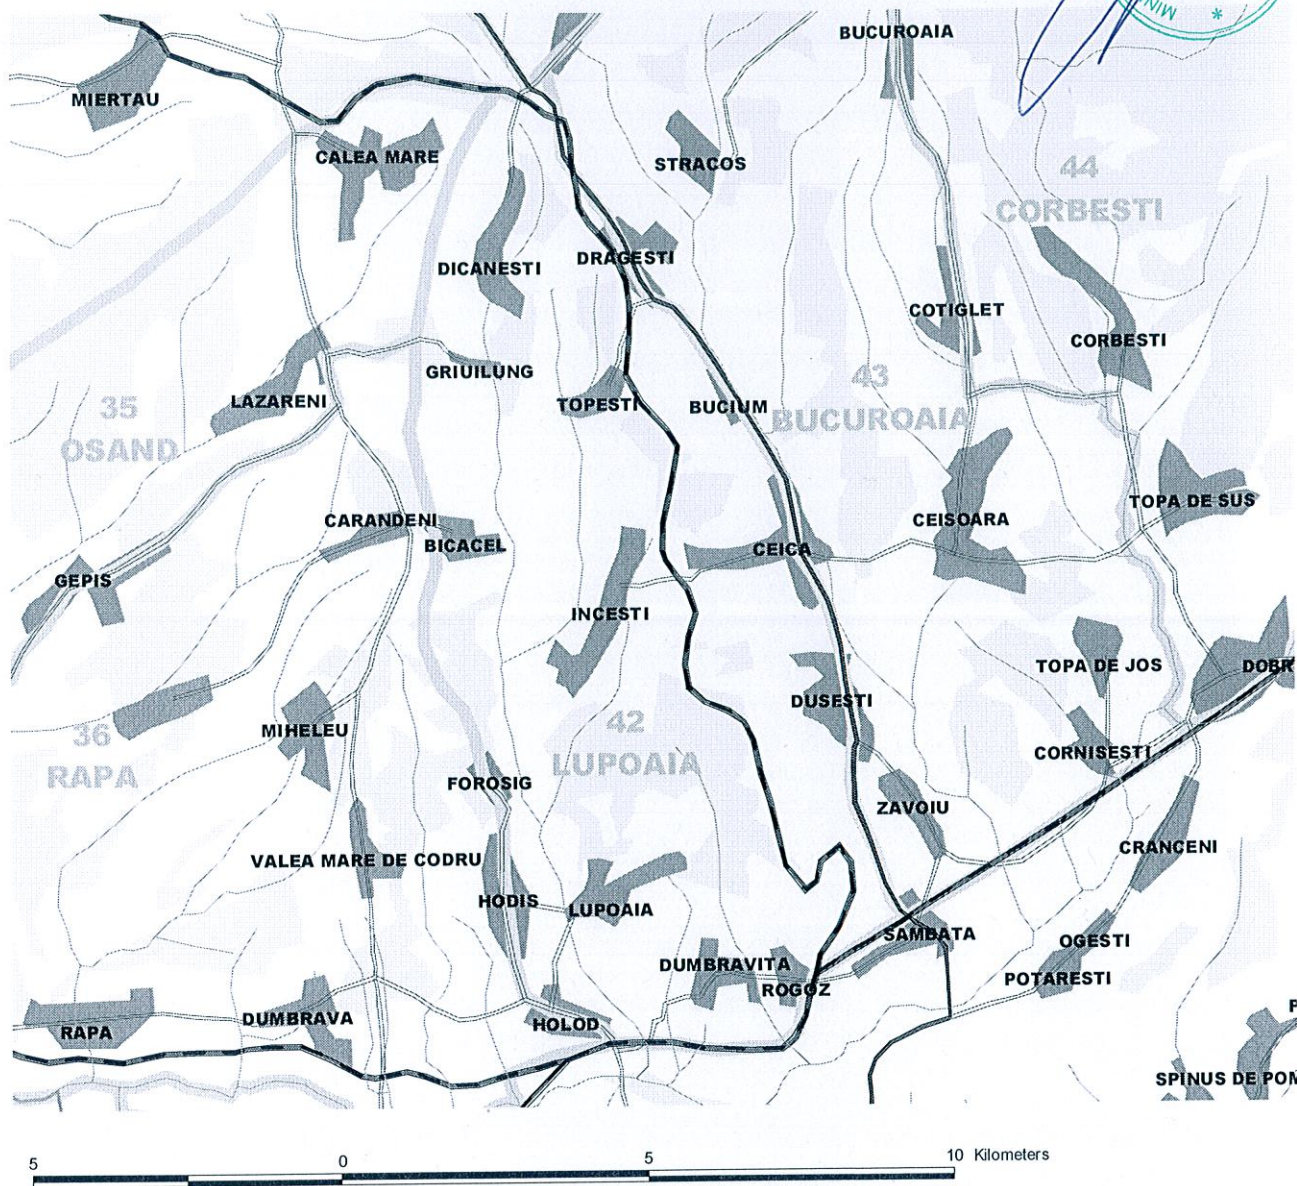 MIN
*
BUCUROAIA
MIERTAU
CALEA MARE
STRACOS
44
CORBESTI
DICANESTI
DRAGESTI
COTIGLET
CORBESTI
GRIUILUNG
43
BUCUROAIA
35
OSAND
LAZARENI
TOPESTI
BUCIUM
TOPA DE SUS
CARANDENI
BICACEL
CEISOARA
CEICA
GEPIS
INCESTI
TOPA DE JOS
DOBR
DUSESTI
36
RAPA
MIHELEU
42
LUPOAIA
CORNISESTI
FOROSIG
ZAVOIU
CRANCENI
VALEA MARE DE CODRU
HODIS
LUPOAIA
SAMBATA
OGESTI
DUMBRAVITA
ROGOZ
POTARESTI
RAPA
DUMBRAVA
HOLOD
P
SPINUS DE POM
5 0 5 10 Kilometers